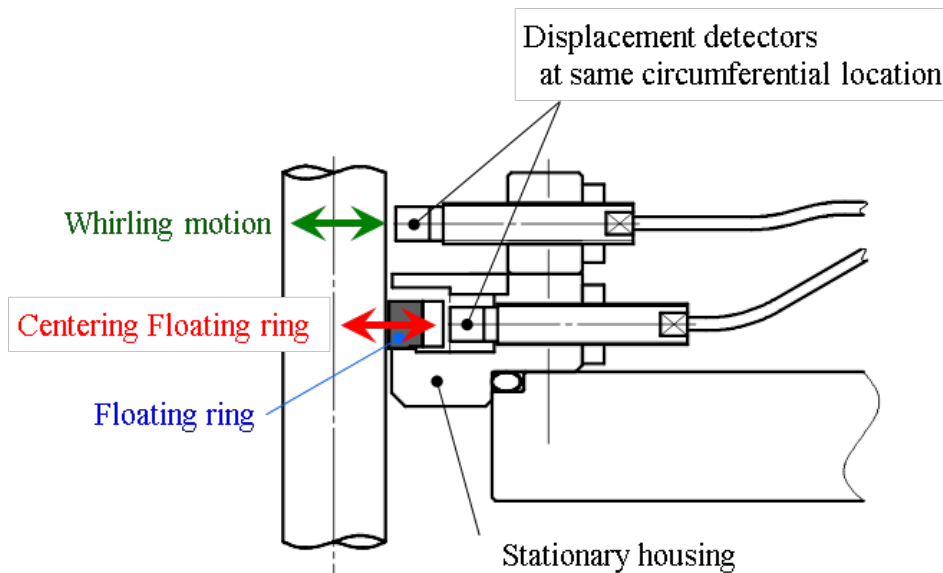 Displacement detectors
at same circumferential location
Whirling motion
Centering Floating ring
Floating ring
Stationary housing